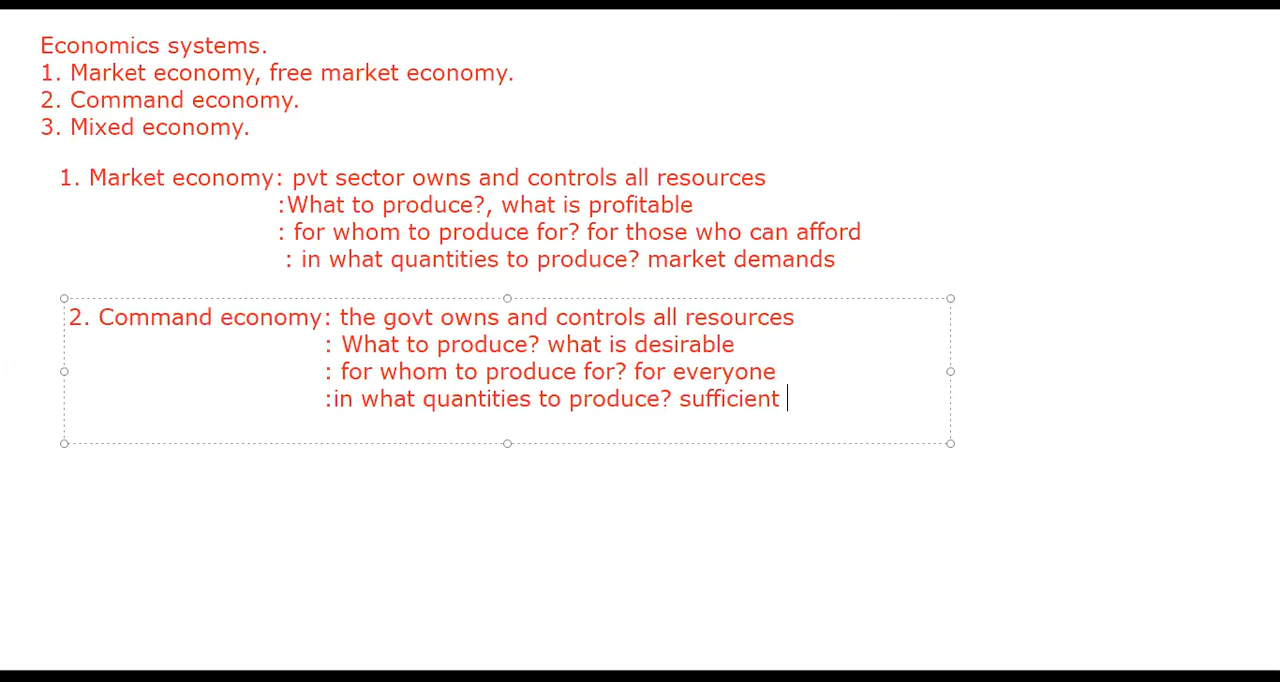 Economics systems.
1. Market economy, free market economy.
2. Command economy.
3. Mixed economy.
1. Market economy: pvt sector owns and controls all resources
:What to produce?, what is profitable
: for whom to produce for? for those who can afford
: in what quantities to produce? market demands
2. Command economy: the govt owns and controls all resources
: What to produce? what is desirable
: for whom to produce for? for everyone
:in what quantities to produce? sufficient